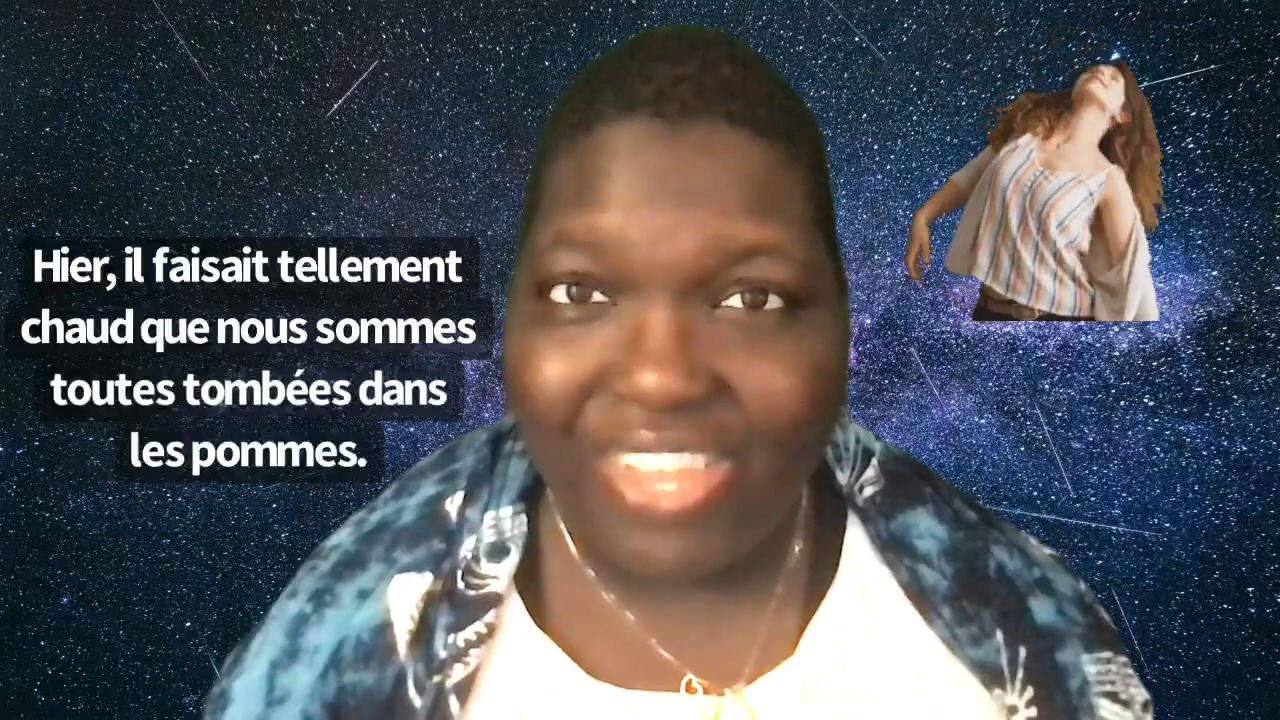 Hier, il faisait tellement
chaud que nous sommes
toutes tombées dans
les pommes.